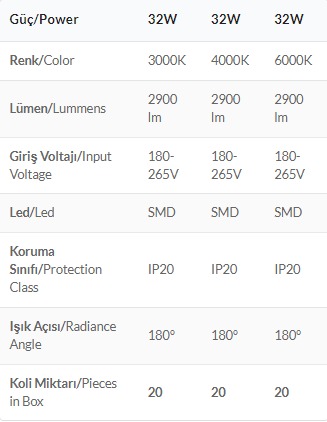 Güç/Power 32W 32W 32W
Renk/Color 3000K 4000K 6000K
Lümen/Lummens 2900 lm 2900 lm 2900 lm
Giriş Voltajı/Input Voltage 180-265V 180-265V 180-265V
Led/Led SMD SMD SMD
Koruma Sınıfı/Protection Class IP20 IP20 IP20
Işık Açısı/Radiance Angle 180° 180° 180°
Koli Miktarı/Pieces in Box 20 20 20